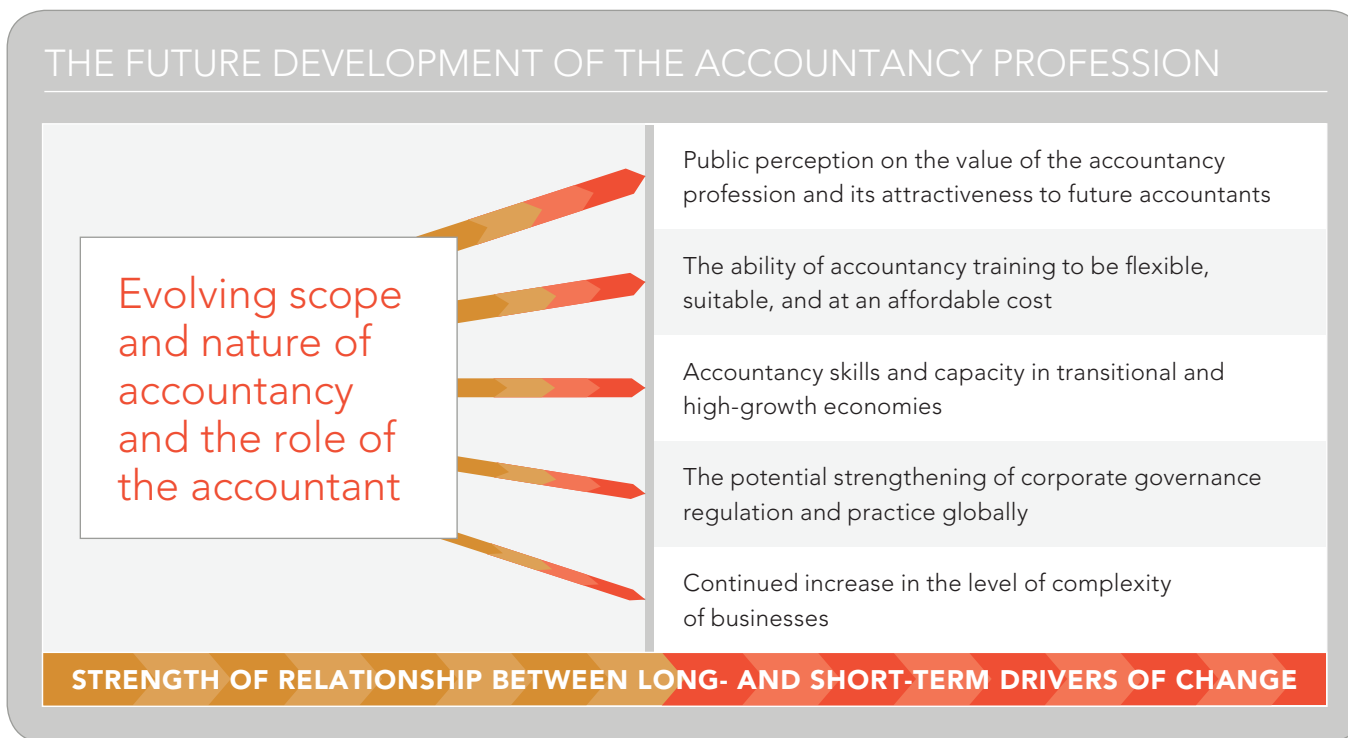 THE FUTURE DEVELOPMENT OF THE ACCOUNTANCY PROFESSION
Evolving scope
and nature of
accountancy
and the role of
the accountant
Public perception on the value of the accountancy
profession and its attractiveness to future accountants
The ability of accountancy training to be flexible,
suitable, and at an affordable cost
Accountancy skills and capacity in transitional and
high-growth economies
The potential strengthening of corporate governance
regulation and practice globally
Continued increase in the level of complexity
of businesses
STRENGTH OF RELATIONSHIP BETWEEN LONG- AND SHORT-TERM DRIVERS OF CHANGE